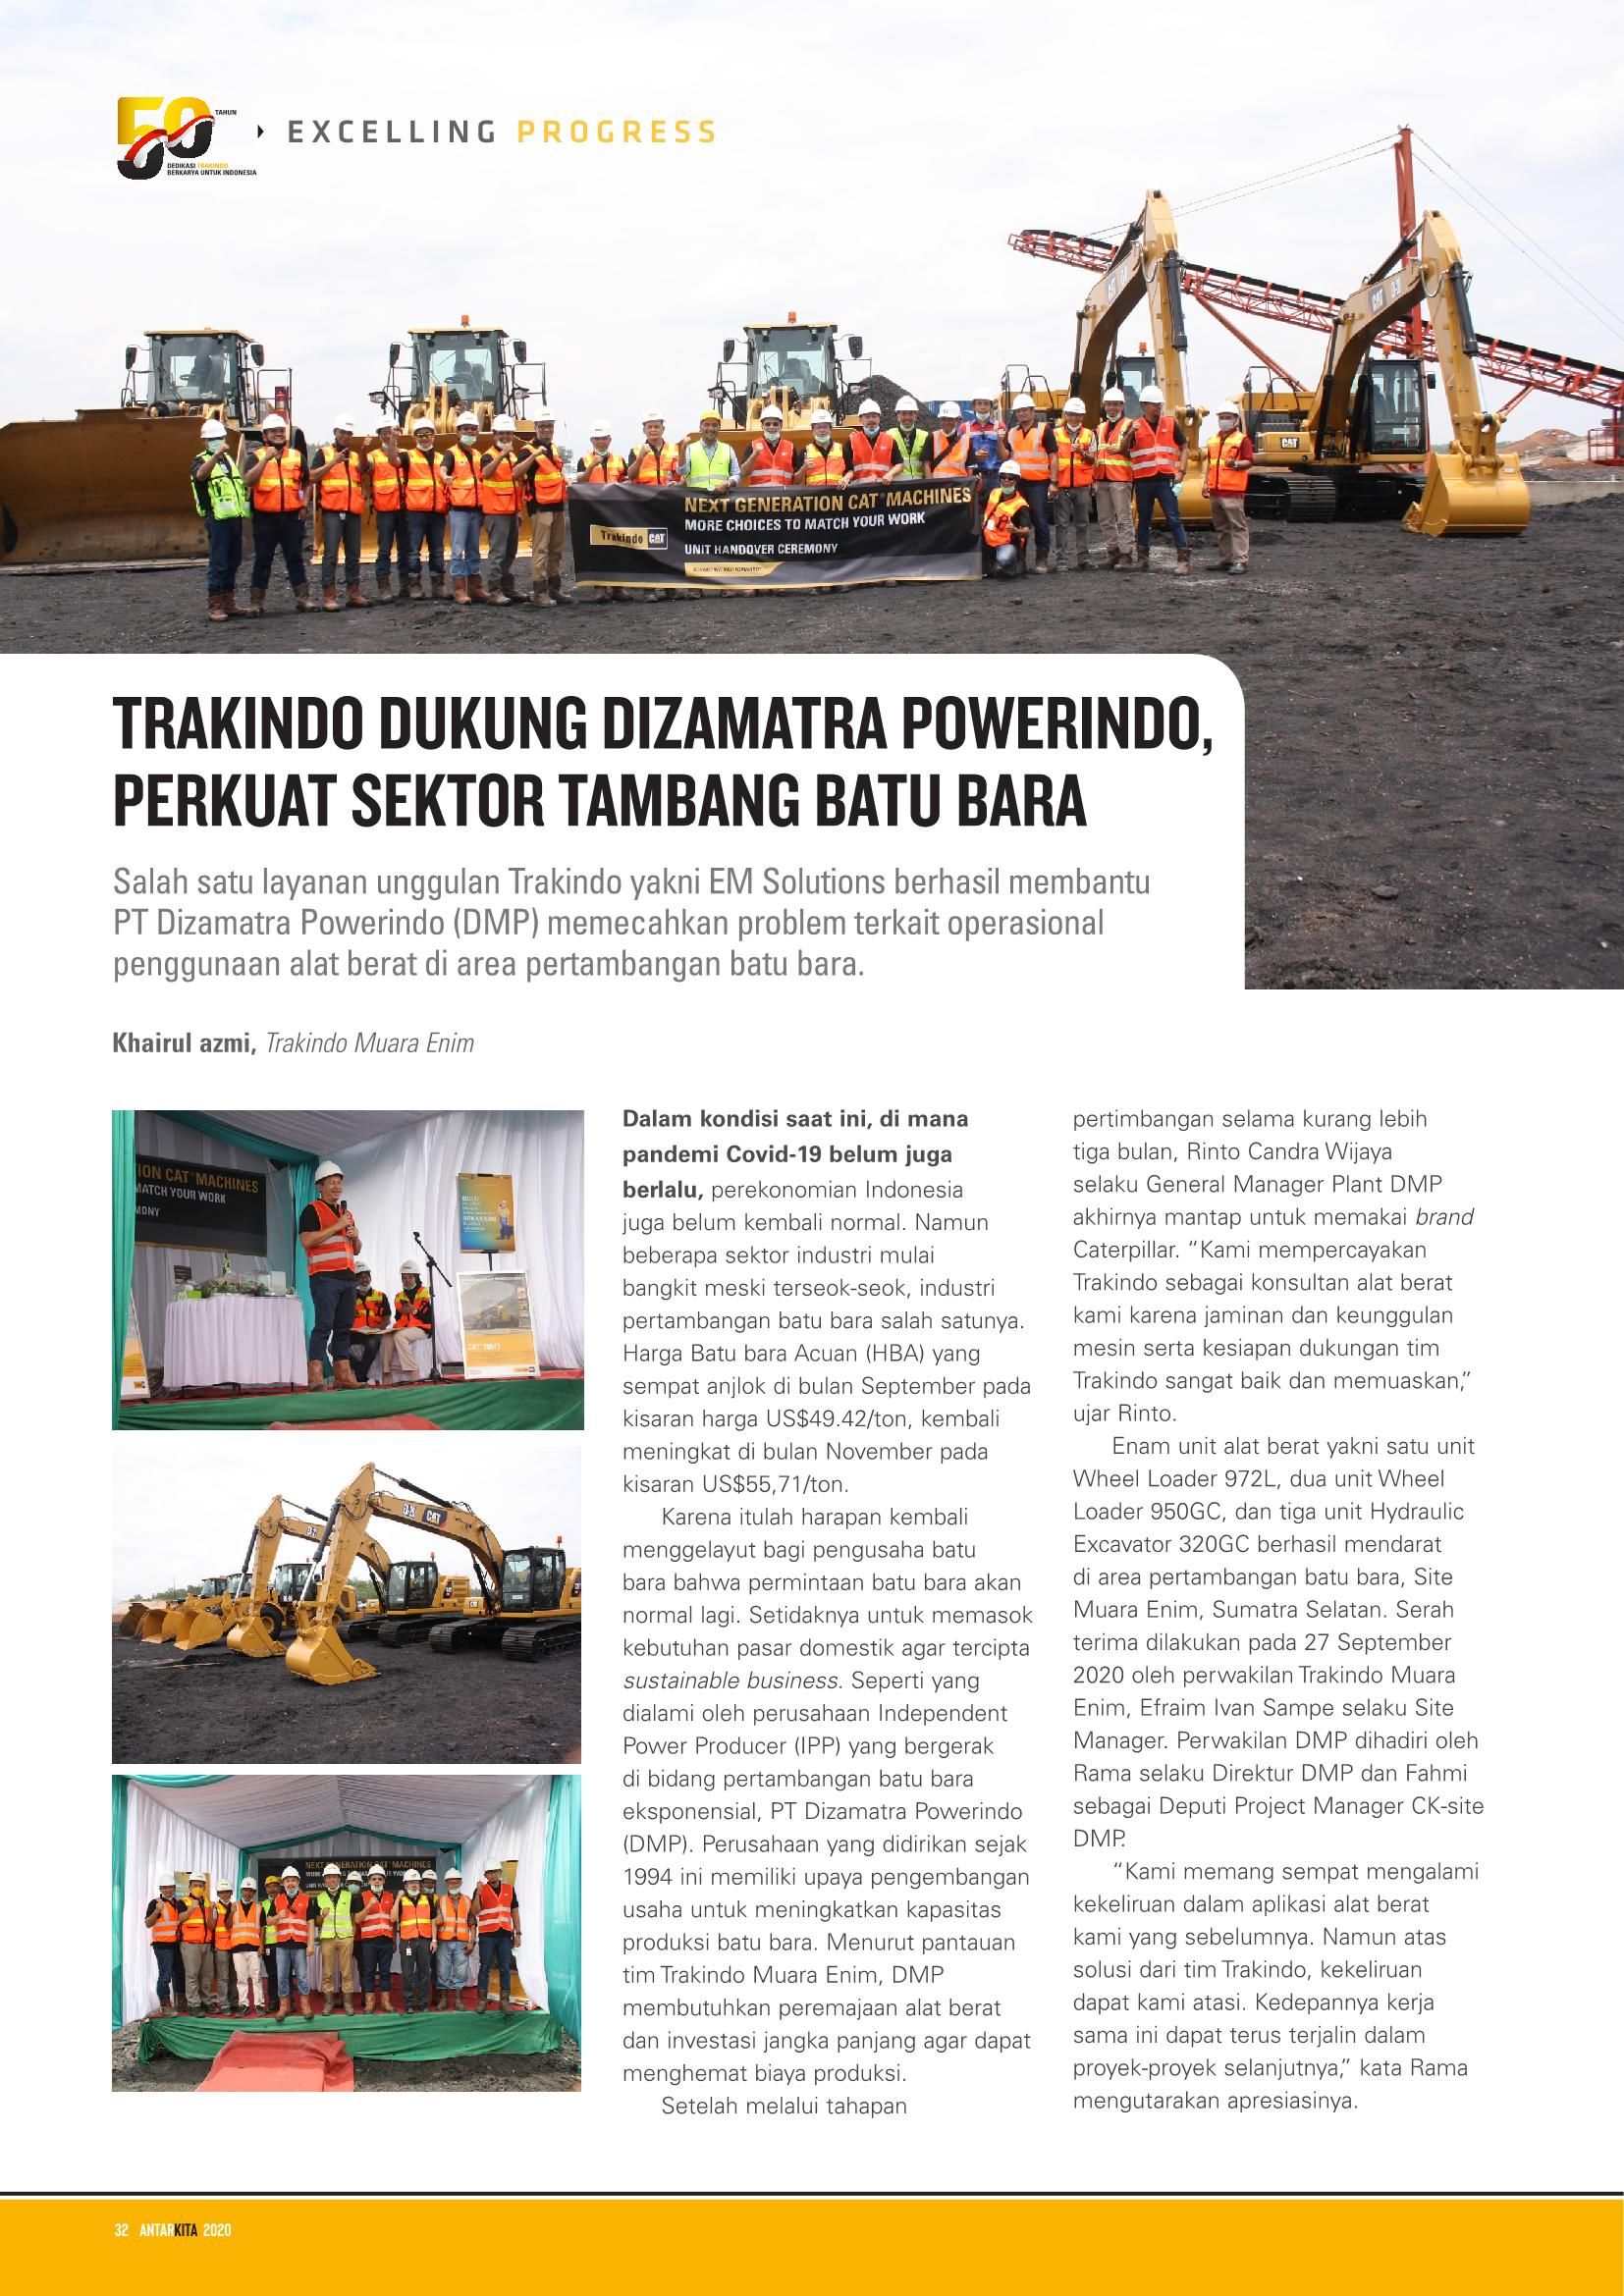 50 TAHUN
DEDIKASI TRAKINDO
BERKARYA UNTUK INDONESIA
EXCELLING PROGRESS
NEXT GENERATION CAT® MACHINES
MORE CHOICES TO MATCH YOUR WORK
Trakindo CAT
UNIT HANDOVER CEREMONY
CAT
TRAKINDO DUKUNG DIZAMATRA POWERINDO,
PERKUAT SEKTOR TAMBANG BATU BARA
Salah satu layanan unggulan Trakindo yakni EM Solutions berhasil membantu
PT Dizamatra Powerindo (DMP) memecahkan problem terkait operasional
penggunaan alat berat di area pertambangan batu bara.
Khairul azmi, Trakindo Muara Enim
ION CAT® MACHINES
MATCH YOUR WORK
MONY
CAT
NEXT GENERATION CAT® MACHINES
Dalam kondisi saat ini, di mana
pandemi Covid-19 belum juga
berlalu, perekonomian Indonesia
juga belum kembali normal. Namun
beberapa sektor industri mulai
bangkit meski terseok-seok, industri
pertambangan batu bara salah satunya.
Harga Batu bara Acuan (HBA) yang
sempat anjlok di bulan September pada
kisaran harga US$49.42/ton, kembali
meningkat di bulan November pada
kisaran US$55,71/ton.
Karena itulah harapan kembali
menggelayut bagi pengusaha batu
bara bahwa permintaan batu bara akan
normal lagi. Setidaknya untuk memasok
kebutuhan pasar domestik agar tercipta
sustainable business. Seperti yang
dialami oleh perusahaan Independent
Power Producer (IPP) yang bergerak
di bidang pertambangan batu bara
eksponensial, PT Dizamatra Powerindo
(DMP). Perusahaan yang didirikan sejak
1994 ini memiliki upaya pengembangan
usaha untuk meningkatkan kapasitas
produksi batu bara. Menurut pantauan
tim Trakindo Muara Enim, DMP
membutuhkan peremajaan alat berat
dan investasi jangka panjang agar dapat
menghemat biaya produksi.
Setelah melalui tahapan
pertimbangan selama kurang lebih
tiga bulan, Rinto Candra Wijaya
selaku General Manager Plant DMP
akhirnya mantap untuk memakai brand
Caterpillar. “Kami mempercayakan
Trakindo sebagai konsultan alat berat
kami karena jaminan dan keunggulan
mesin serta kesiapan dukungan tim
Trakindo sangat baik dan memuaskan,”
ujar Rinto.
Enam unit alat berat yakni satu unit
Wheel Loader 972L, dua unit Wheel
Loader 950GC, dan tiga unit Hydraulic
Excavator 320GC berhasil mendarat
di area pertambangan batu bara, Site
Muara Enim, Sumatra Selatan. Serah
terima dilakukan pada 27 September
2020 oleh perwakilan Trakindo Muara
Enim, Efraim Ivan Sampe selaku Site
Manager. Perwakilan DMP dihadiri oleh
Rama selaku Direktur DMP dan Fahmi
sebagai Deputi Project Manager CK-site
DMP.
“Kami memang sempat mengalami
kekeliruan dalam aplikasi alat berat
kami yang sebelumnya. Namun atas
solusi dari tim Trakindo, kekeliruan
dapat kami atasi. Kedepannya kerja
sama ini dapat terus terjalin dalam
proyek-proyek selanjutnya,” kata Rama
mengutarakan apresiasinya.
32 ANTARKITA 2020